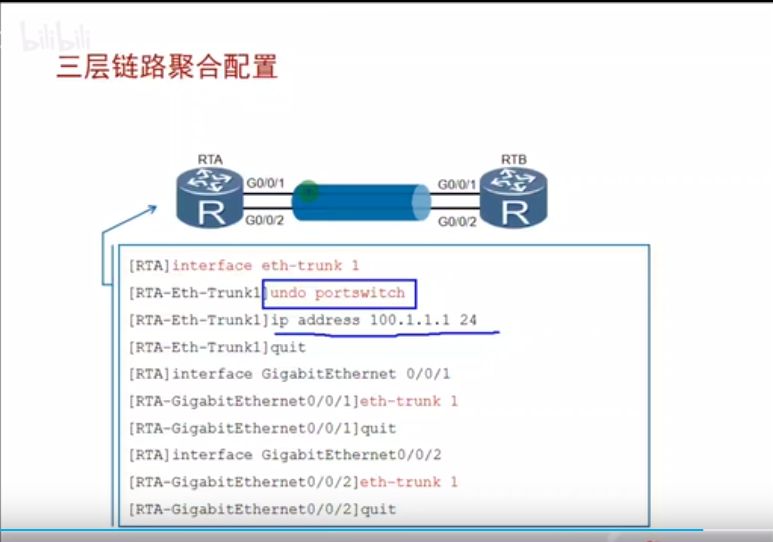 bilibili
三层链路聚合配置
RTA
RTB
G0/0/1
G0/0/1
G0/0/2
G0/0/2
R
R
[RTA]interface eth-trunk 1
[RTA-Eth-Trunk1]undo portswitch
[RTA-Eth-Trunk1]ip address 100.1.1.1 24
[RTA-Eth-Trunk1]quit
[RTA]interface GigabitEthernet 0/0/1
[RTA-GigabitEthernet0/0/1]eth-trunk 1
[RTA-GigabitEthernet0/0/1]quit
[RTA]interface GigabitEthernet0/0/2
[RTA-GigabitEthernet0/0/2]eth-trunk 1
[RTA-GigabitEthernet0/0/2]quit